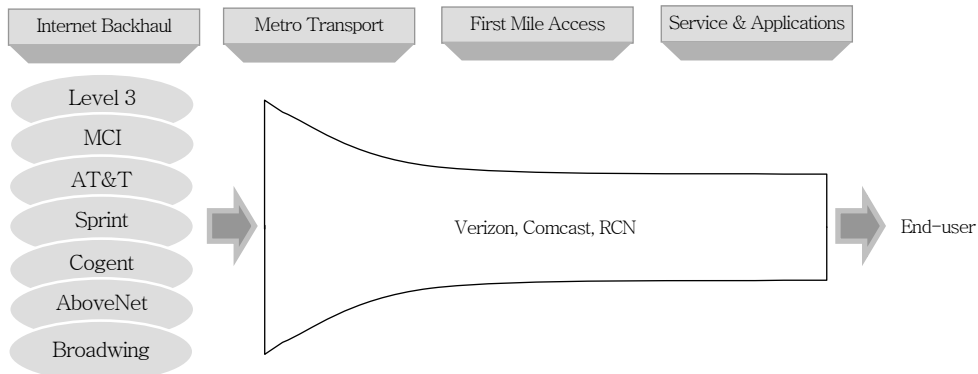 Internet Backhaul
Metro Transport
First Mile Access
Service & Applications
Level 3
MCI
AT&T
Sprint
Cogent
AboveNet
Broadwing
Verizon, Comcast, RCN
End-user